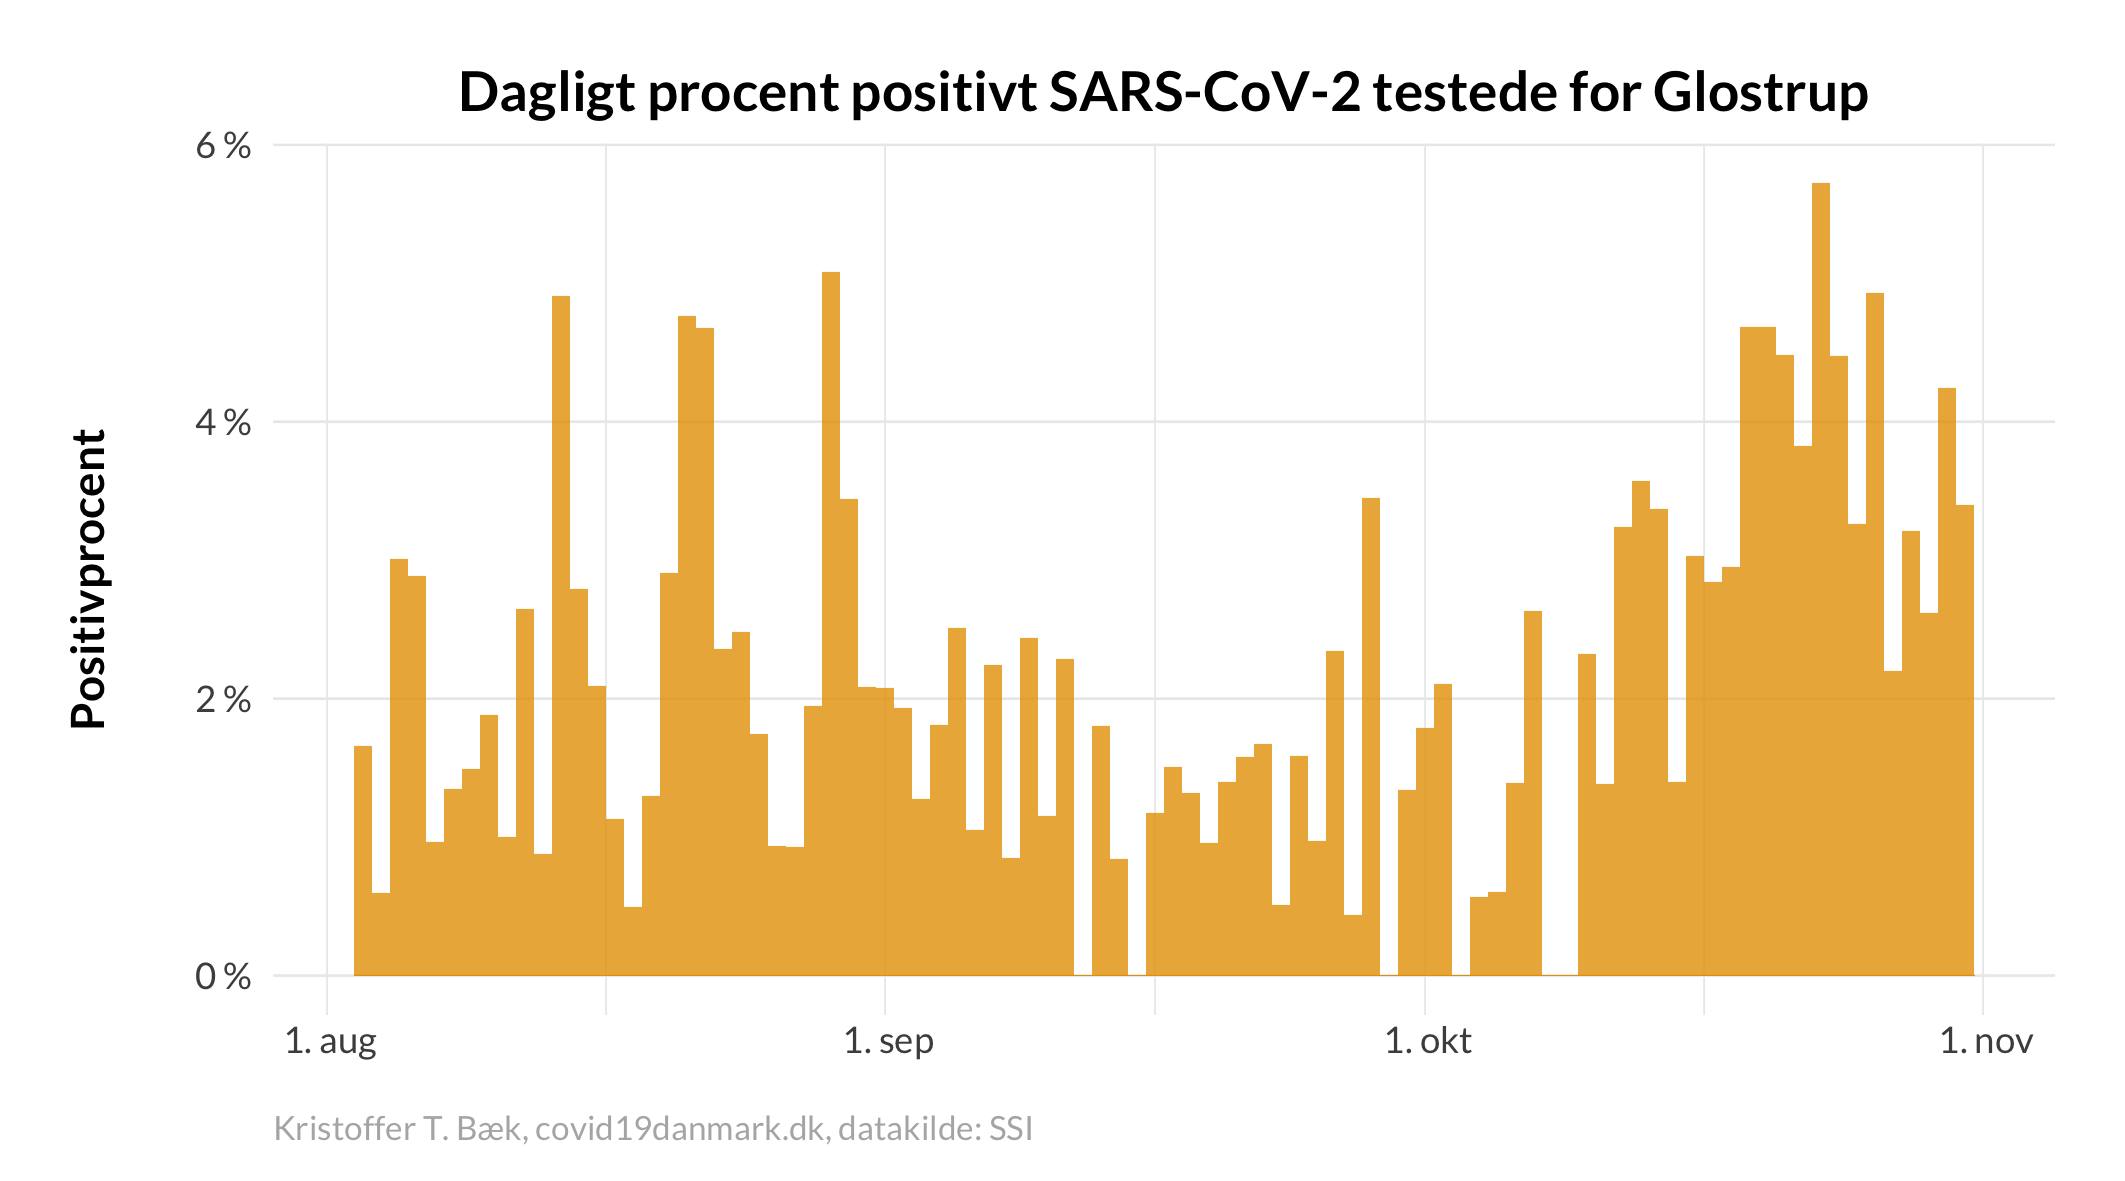 Dagligt procent positivt SARS-CoV-2 testede for Glostrup
Positivprocent
6 %
4 %
2 %
0 %
1. aug
1. sep
1. okt
1. nov
Kristoffer T. Bæk, covid19danmark.dk, datakilde: SSI